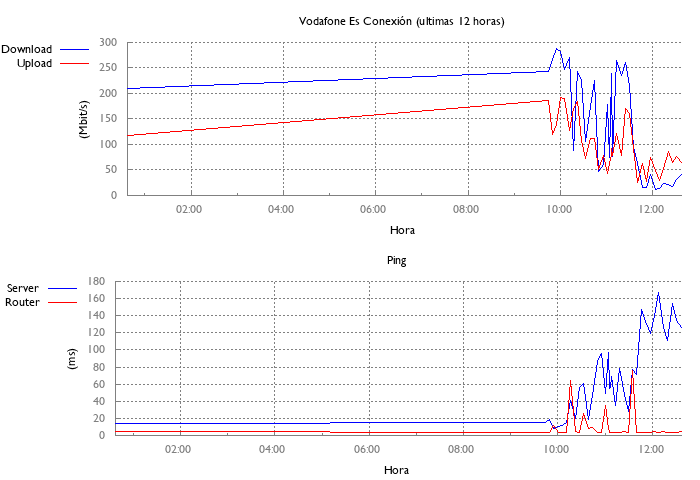 Vodafone Es Conexión (ultimas 12 horas)
Download
Upload
300
250
200
150
100
50
0
(Mbit/s)
02:00 04:00 06:00 08:00 10:00 12:00
Hora
Ping
Server
Router
180
160
140
120
100
80
60
40
20
0
(ms)
02:00 04:00 06:00 08:00 10:00 12:00
Hora